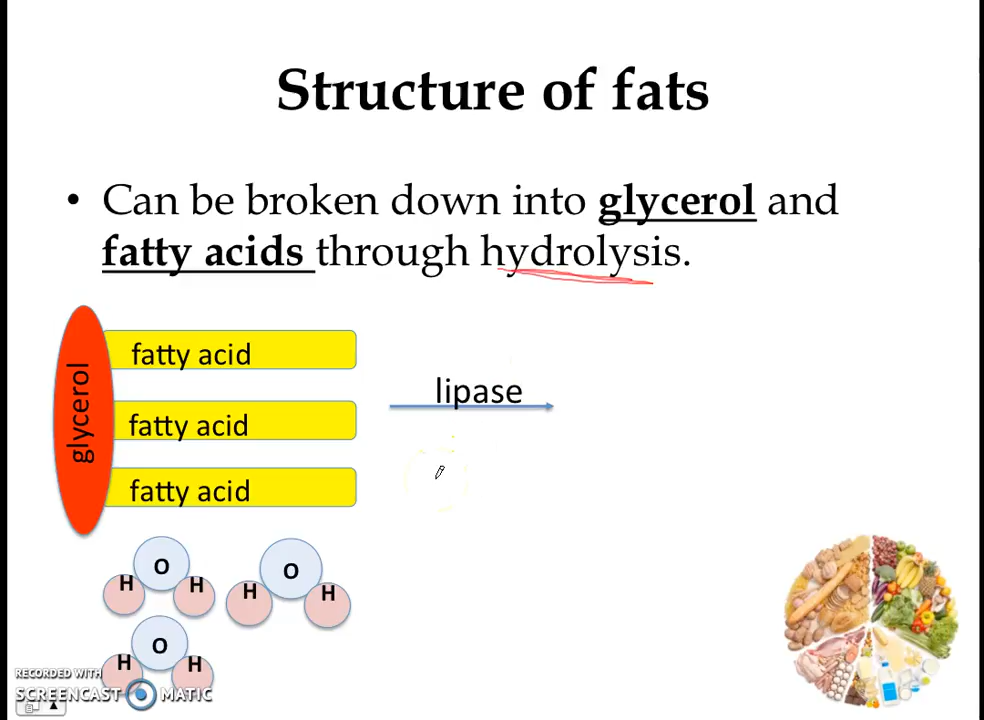 Structure of fats
• Can be broken down into glycerol and
fatty acids through hydrolysis.
glycerol
fatty acid
fatty acid
fatty acid
lipase
O
H H
O
H H
O
H H
RECORDED WITH
SCREENCAST MATIC